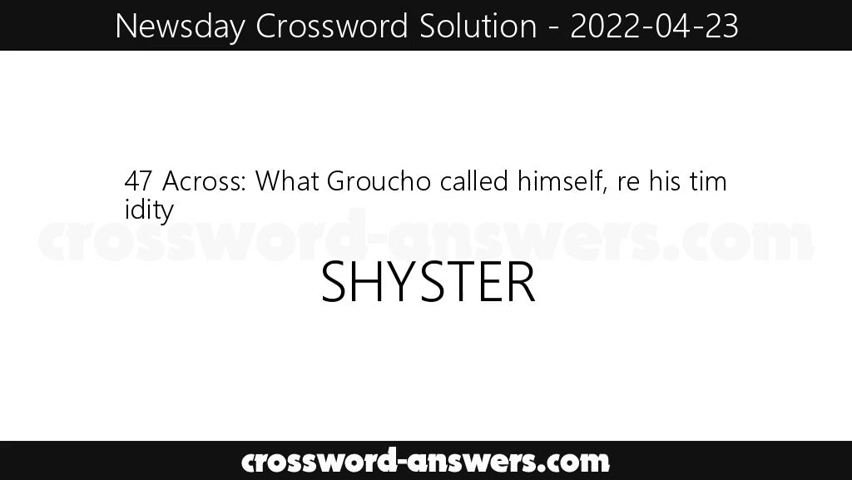 Newsday Crossword Solution - 2022-04-23
47 Across: What Groucho called himself, re his tim
idity
crossword-answers.com
SHYSTER
crossword-answers.com